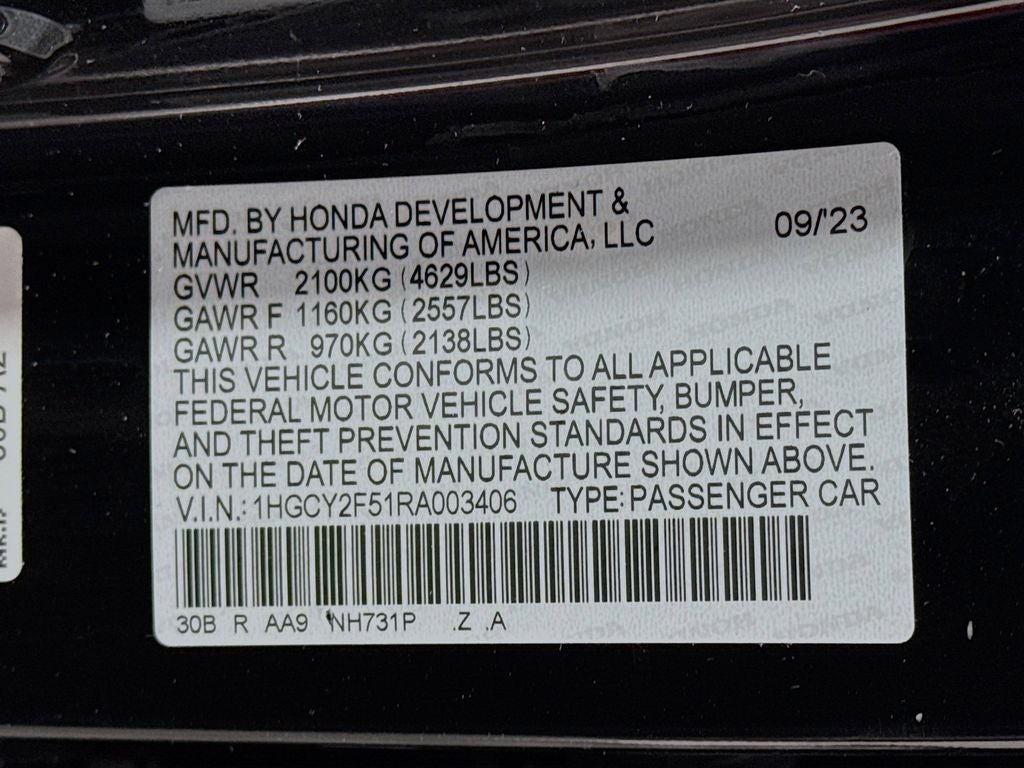 MFD. BY HONDA DEVELOPMENT &
MANUFACTURING OF AMERICA, LLC 09/'23
GVWR 2100KG (4629LBS)
GAWR F 1160KG (2557LBS)
GAWR R 970KG (2138LBS)
THIS VEHICLE CONFORMS TO ALL APPLICABLE
FEDERAL MOTOR VEHICLE SAFETY, BUMPER,
AND THEFT PREVENTION STANDARDS IN EFFECT
ON THE DATE OF MANUFACTURE SHOWN ABOVE.
V.I.N.: 1HGCY2F51RA003406 TYPE: PASSENGER CAR
30B R AA9 NH731P .Z .A